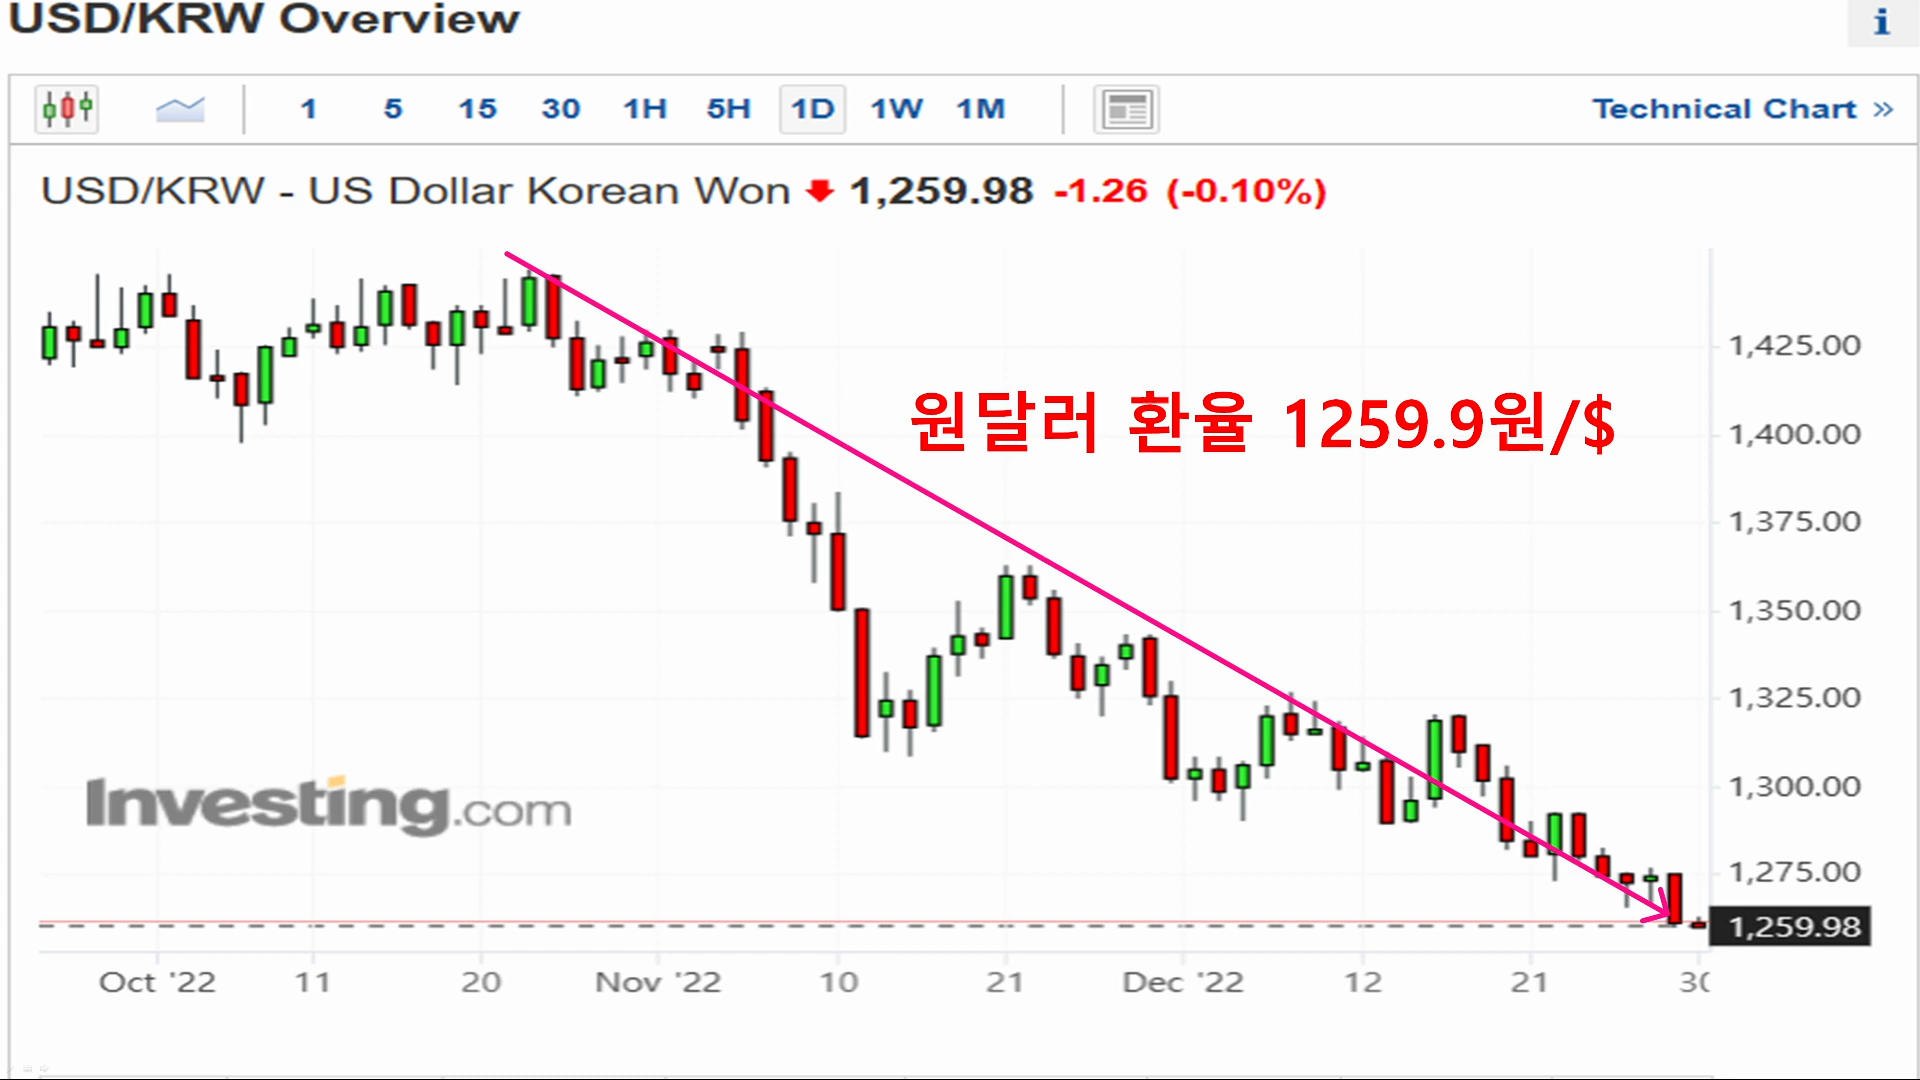 USD/KRW Overview
i
1 5 15 30 1H 5H 1D 1W 1M
Technical Chart »
USD/KRW - US Dollar Korean Won 1,259.98 -1.26 (-0.10%)
1,425.00
원달러 환율 1259.9원/$
1,400.00
1,375.00
1,350.00
1,325.00
1,300.00
Investing.com
1,275.00
1,259.98
Oct '22 11 20 Nov '22 10 21 Dec '22 12 21